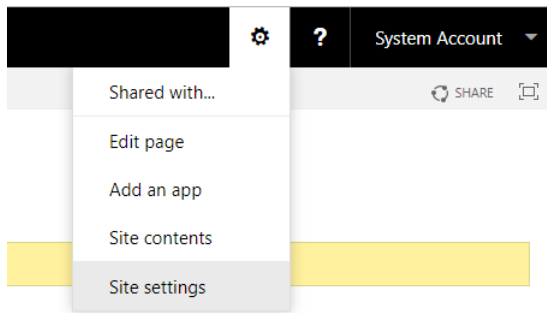 ? System Account
Shared with...
SHARE
Edit page
Add an app
Site contents
Site settings